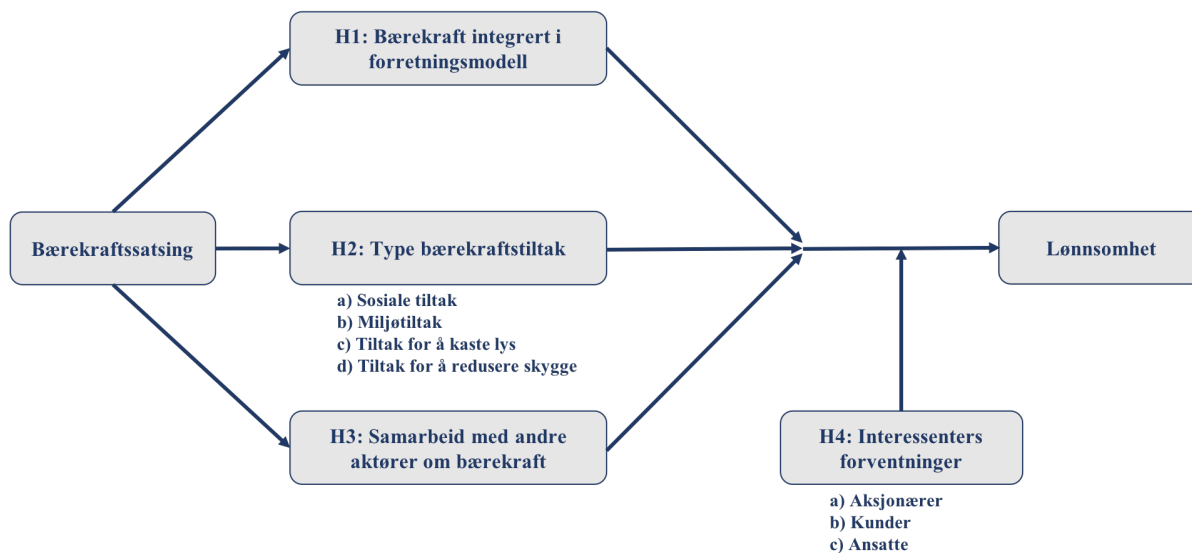 H1: Bærekraft integrert i
forretningsmodell
Bærekraftssatsing
H2: Type bærekraftstiltak
Lønnsomhet
a) Sosiale tiltak
b) Miljøtiltak
c) Tiltak for å kaste lys
d) Tiltak for å redusere skygge
H3: Samarbeid med andre
aktører om bærekraft
H4: Interessenters
forventninger
a) Aksjonærer
b) Kunder
c) Ansatte